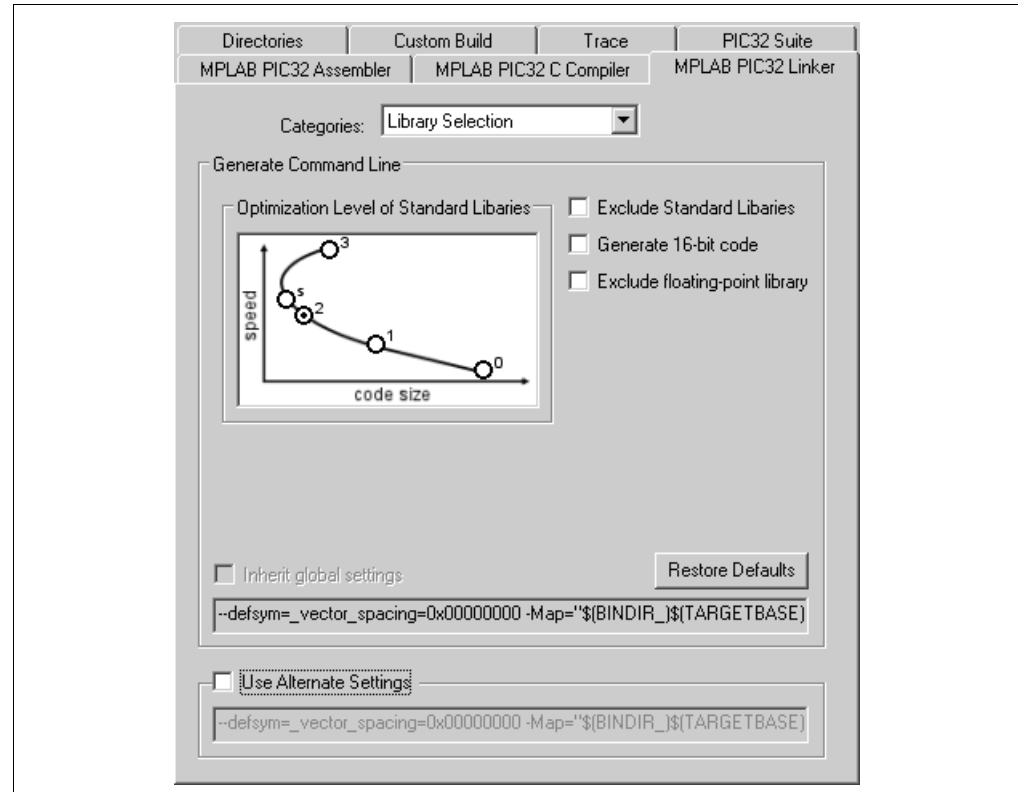 Directories Custom Build Trace PIC32 Suite
MPLAB PIC32 Assembler MPLAB PIC32 C Compiler MPLAB PIC32 Linker
Categories: Library Selection
Generate Command Line
Optimization Level of Standard Libaries
3
s
2
1
0
speed
code size
Exclude Standard Libaries
Generate 16-bit code
Exclude floating-point library
Inherit global settings
Restore Defaults
--defsym=_vector_spacing=0x00000000 -Map="$(BINDIR_)$(TARGETBASE)
Use Alternate Settings
--defsym=_vector_spacing=0x00000000 -Map="$(BINDIR_)$(TARGETBASE)